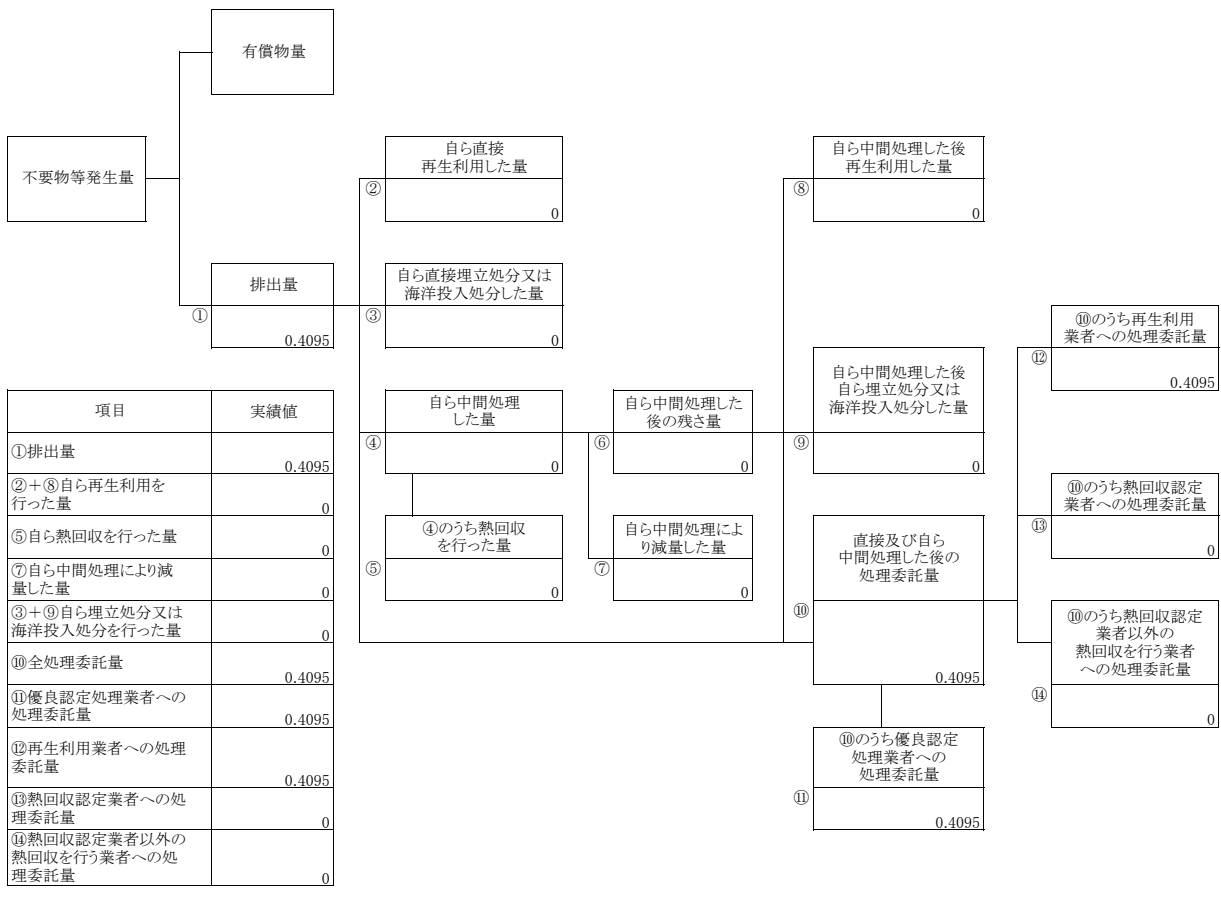 有償物量
不要物等発生量
排出量
①
0.4095
自ら直接
再生利用した量
②
0
自ら直接埋立処分又は
海洋投入処分した量
③
0
自ら中間処理
した量
④
0
④のうち熱回収
を行った量
⑤
0
自ら中間処理した
後の残さ量
⑥
0
自ら中間処理によ
り減量した量
⑦
0
自ら中間処理した後
再生利用した量
⑧
0
自ら中間処理した後
自ら埋立処分又は
海洋投入処分した量
⑨
0
直接及び自ら
中間処理した後の
処理委託量
⑩
0.4095
⑩のうち優良認定
処理業者への
処理委託量
⑪
0.4095
⑩のうち再生利用
業者への処理委託量
⑫
0.4095
⑩のうち熱回収認定
業者への処理委託量
⑬
0
⑩のうち熱回収認定
業者以外の
熱回収を行う業者
への処理委託量
⑭
0
項目 実績値
①排出量
0.4095
②＋⑧自ら再生利用を
行った量
0
⑤自ら熱回収を行った量
0
⑦自ら中間処理により減
量した量
0
③＋⑨自ら埋立処分又は
海洋投入処分を行った量
0
⑩全処理委託量
0.4095
⑪優良認定処理業者への
処理委託量
0.4095
⑫再生利用業者への処理
委託量
0.4095
⑬熱回収認定業者への処
理委託量
0
⑭熱回収認定業者以外の
熱回収を行う業者への処
理委託量
0